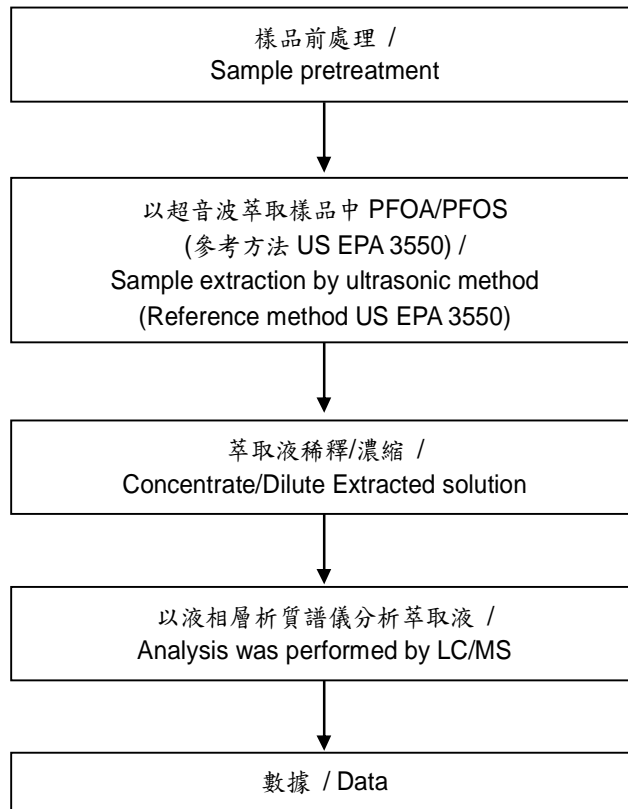 樣品前處理 /
Sample pretreatment
以超音波萃取樣品中 PFOA/PFOS
(參考方法 US EPA 3550) /
Sample extraction by ultrasonic method
(Reference method US EPA 3550)
萃取液稀釋/濃縮 /
Concentrate/Dilute Extracted solution
以液相層析質譜儀分析萃取液 /
Analysis was performed by LC/MS
數據 / Data